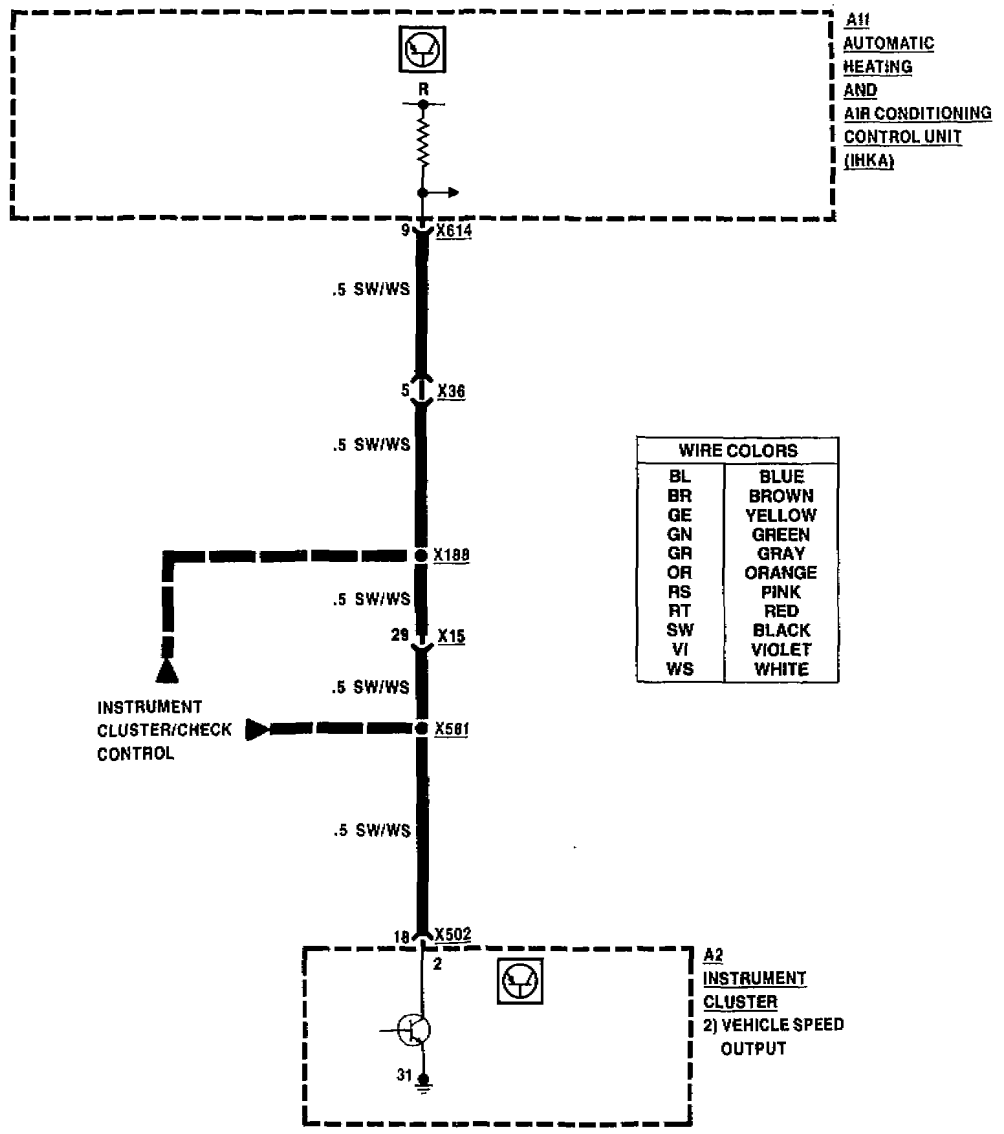 A11
AUTOMATIC
HEATING
AND
AIR CONDITIONING
CONTROL UNIT
(IHKA)
R
9 X614
.5 SW/WS
5 X36
.5 SW/WS
X188
.5 SW/WS
29 X15
.5 SW/WS
INSTRUMENT
CLUSTER/CHECK
CONTROL
X581
.5 SW/WS
18 X502
2
31
A2
INSTRUMENT
CLUSTER
2) VEHICLE SPEED
OUTPUT
WIRE COLORS
BL BLUE
BR BROWN
GE YELLOW
GN GREEN
GR GRAY
OR ORANGE
RS PINK
RT RED
SW BLACK
VI VIOLET
WS WHITE